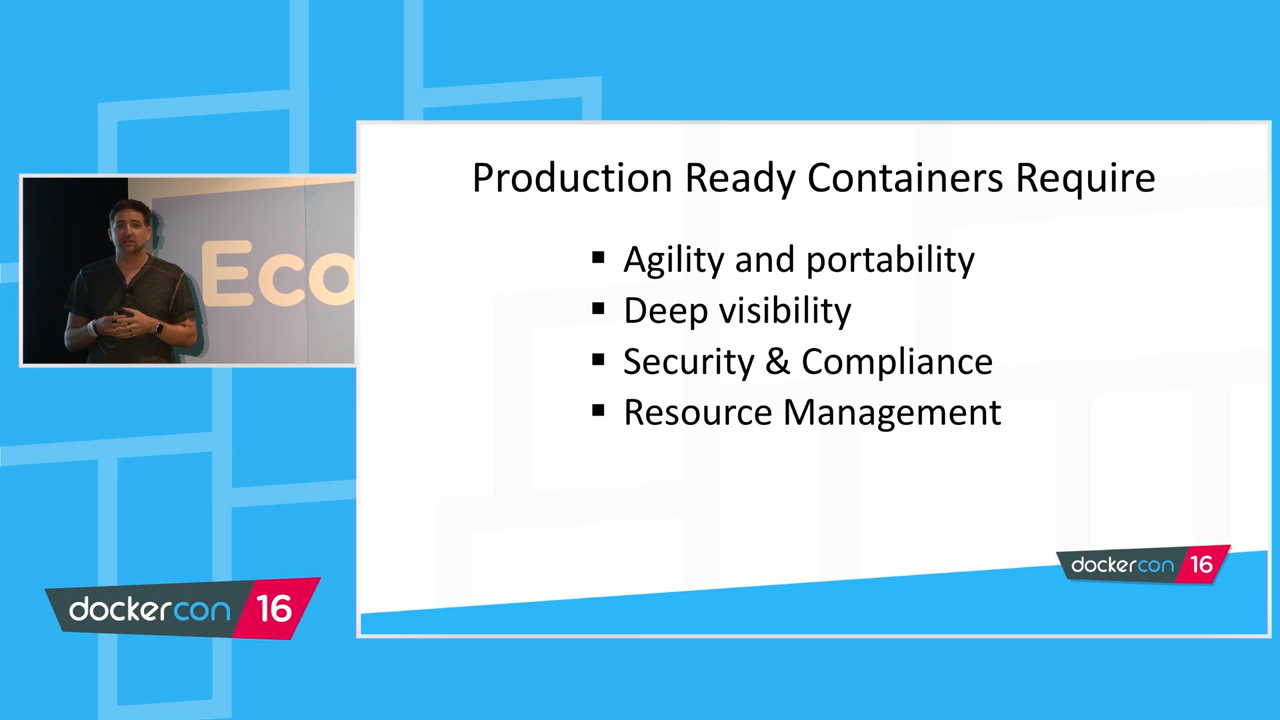 Production Ready Containers Require
▪ Agility and portability
▪ Deep visibility
▪ Security & Compliance
▪ Resource Management
Eco
dockercon 16
dockercon 16